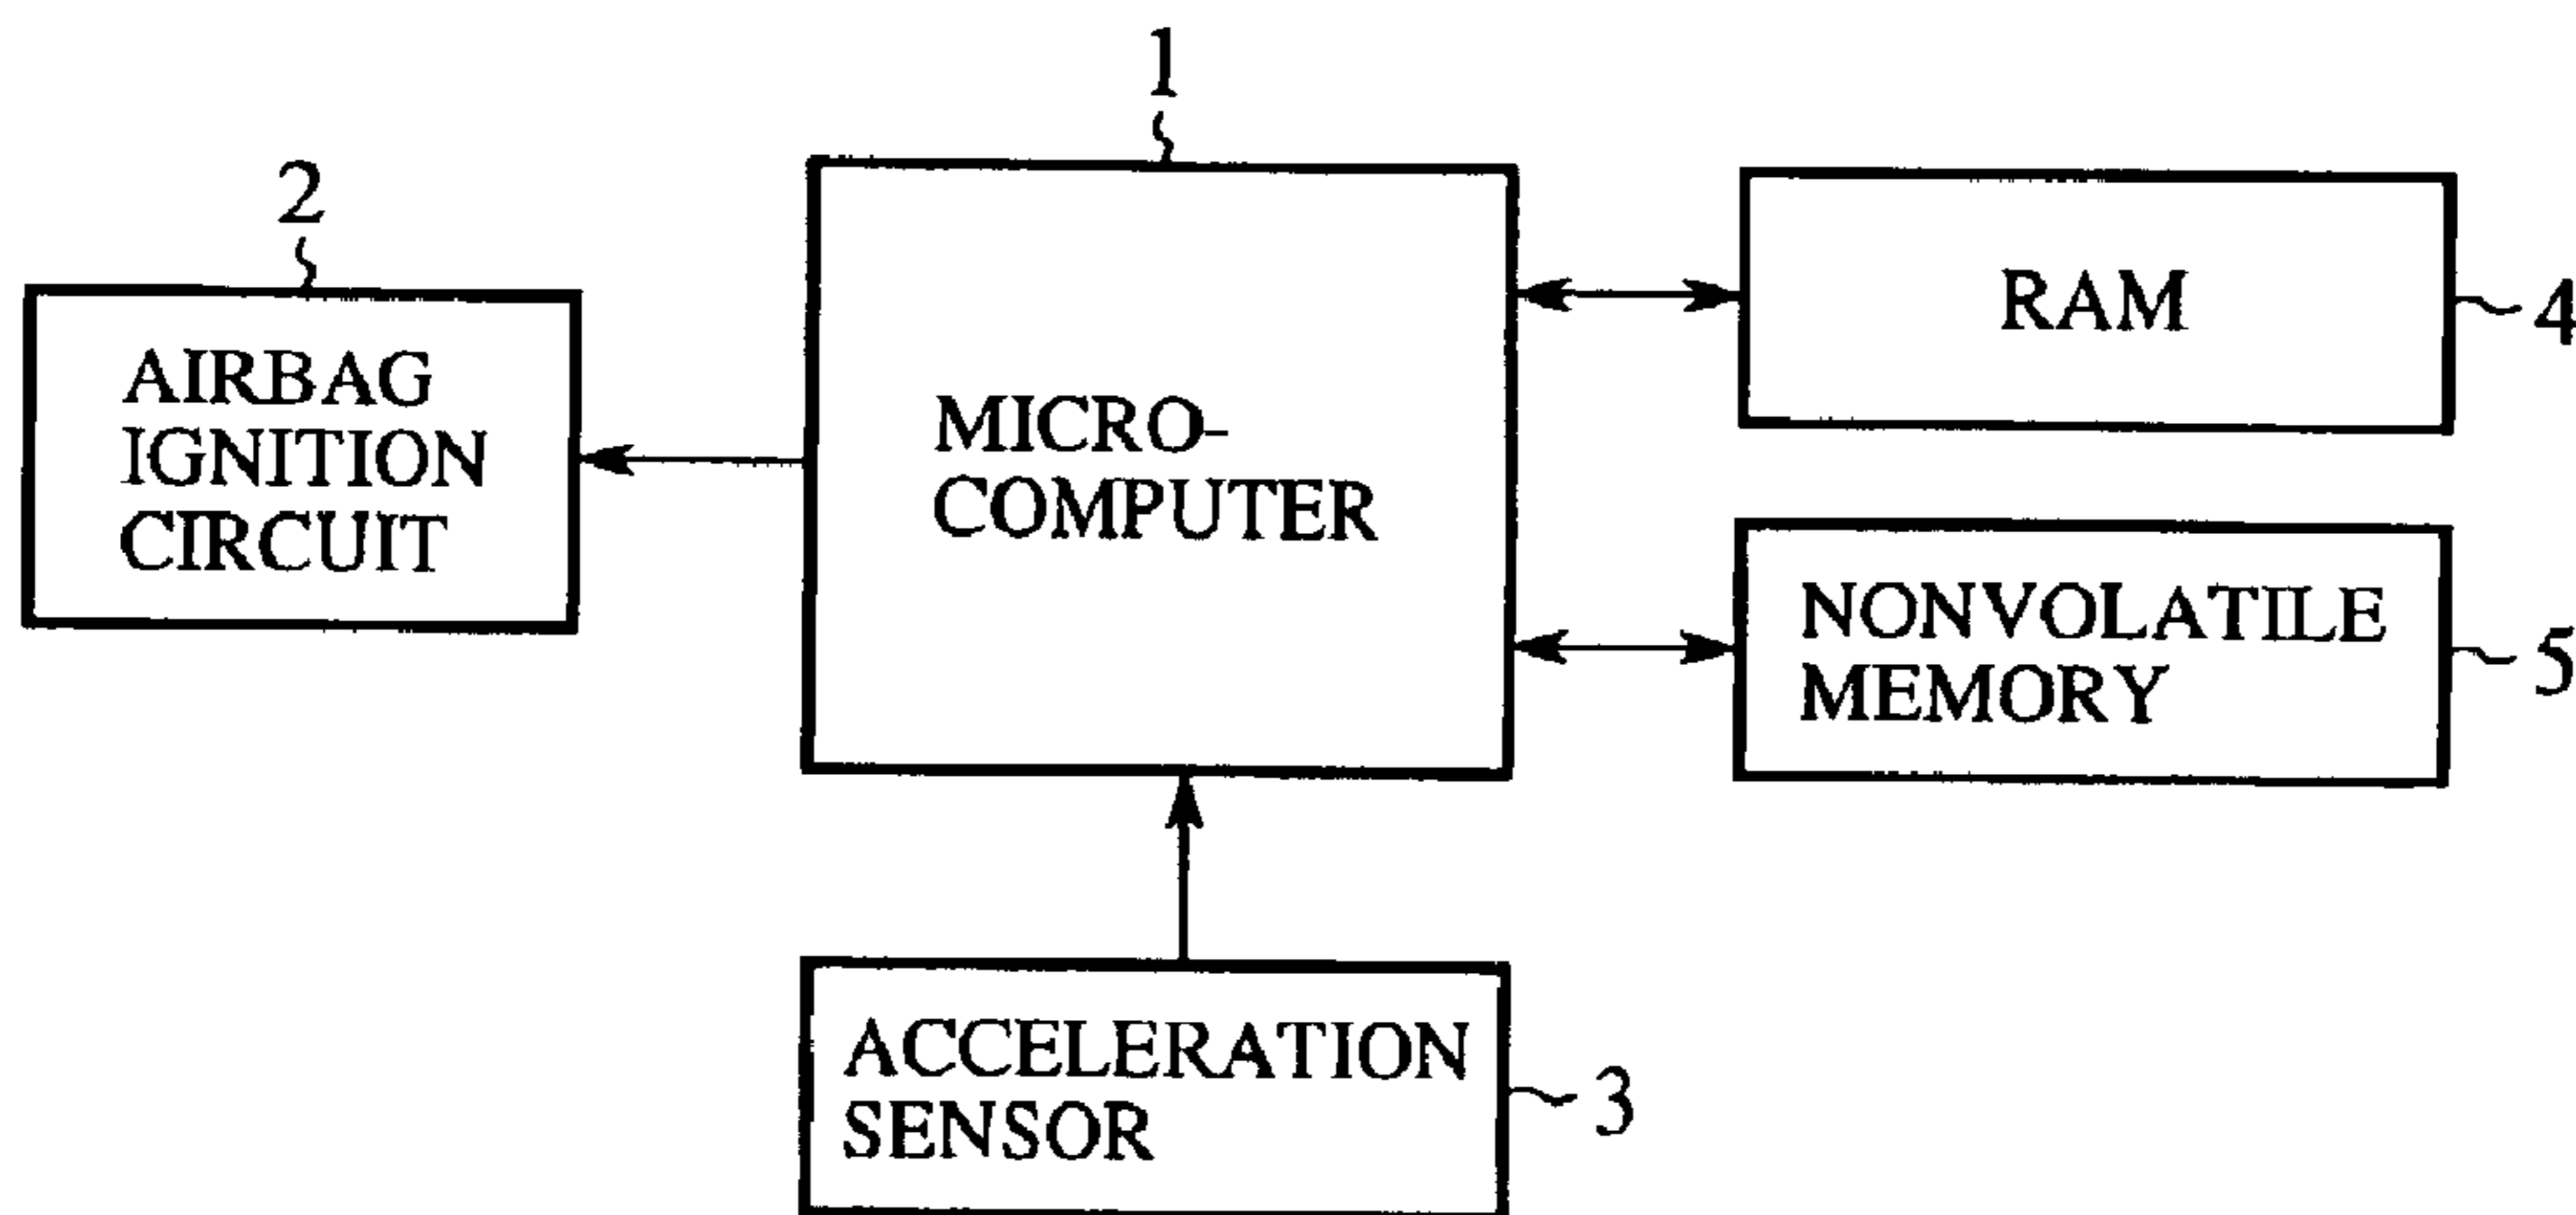 1
2
AIRBAG
IGNITION
CIRCUIT
MICRO-
COMPUTER
RAM
4
NONVOLATILE
MEMORY
5
ACCELERATION
SENSOR
3